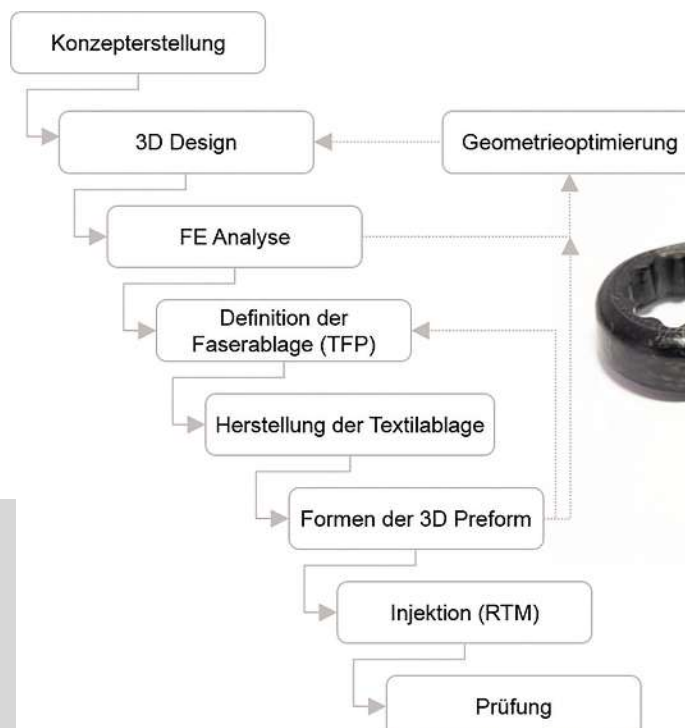 Konzepterstellung
3D Design
Geometrieoptimierung
FE Analyse
Definition der
Faserablage (TFP)
Herstellung der Textilablage
Formen der 3D Preform
Injektion (RTM)
Prüfung